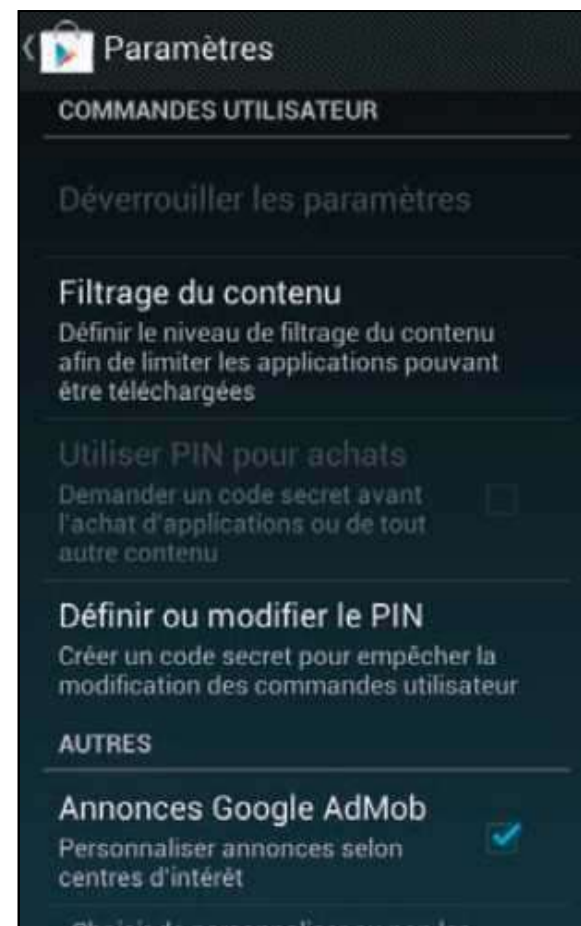 Paramètres
COMMANDES UTILISATEUR
Déverrouiller les paramètres
Filtrage du contenu
Définir le niveau de filtrage du contenu
afin de limiter les applications pouvant
être téléchargées
Utiliser PIN pour achats
Demander un code secret avant
l'achat d'applications ou de tout
autre contenu
Définir ou modifier le PIN
Créer un code secret pour empêcher la
modification des commandes utilisateur
AUTRES
Annonces Google AdMob
Personnaliser annonces selon
centres d'intérêt